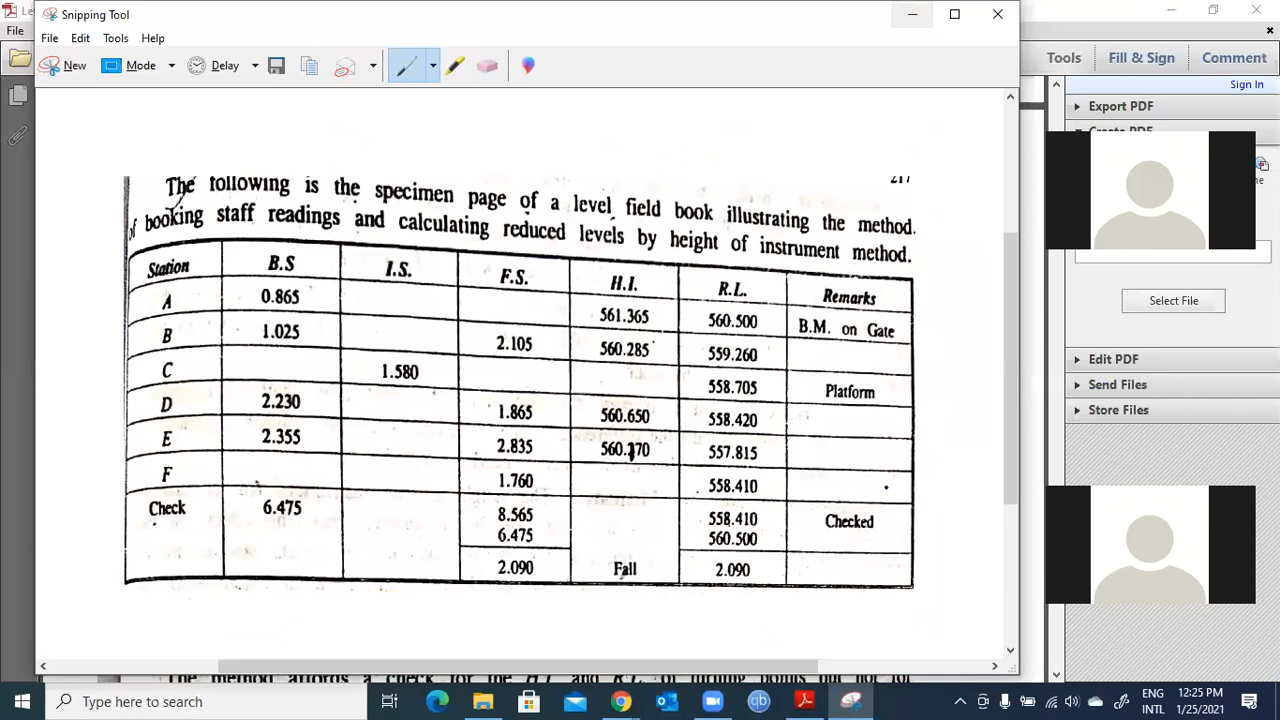 Snipping Tool
File Edit Tools Help
New Mode Delay
File
Tools Fill & Sign Comment
Sign In
Export PDF
Select File
Edit PDF
Send Files
Store Files
217
The following is the specimen page of a level field book illustrating the method.
of booking staff readings and calculating reduced levels by height of instrument method.
Station B.S I.S. F.S. H.I. R.L. Remarks
A 0.865 561.365 560.500 B.M. on Gate
B 1.025 2.105 560.285 559.260
C 1.580 558.705 Platform
D 2.230 1.865 560.650 558.420
E 2.355 2.835 560.170 557.815
F 1.760 558.410
Check 6.475 8.565 558.410 Checked
6.475 560.500
2.090 Fall 2.090
Type here to search
ENG 12:25 PM
INTL 1/25/2021